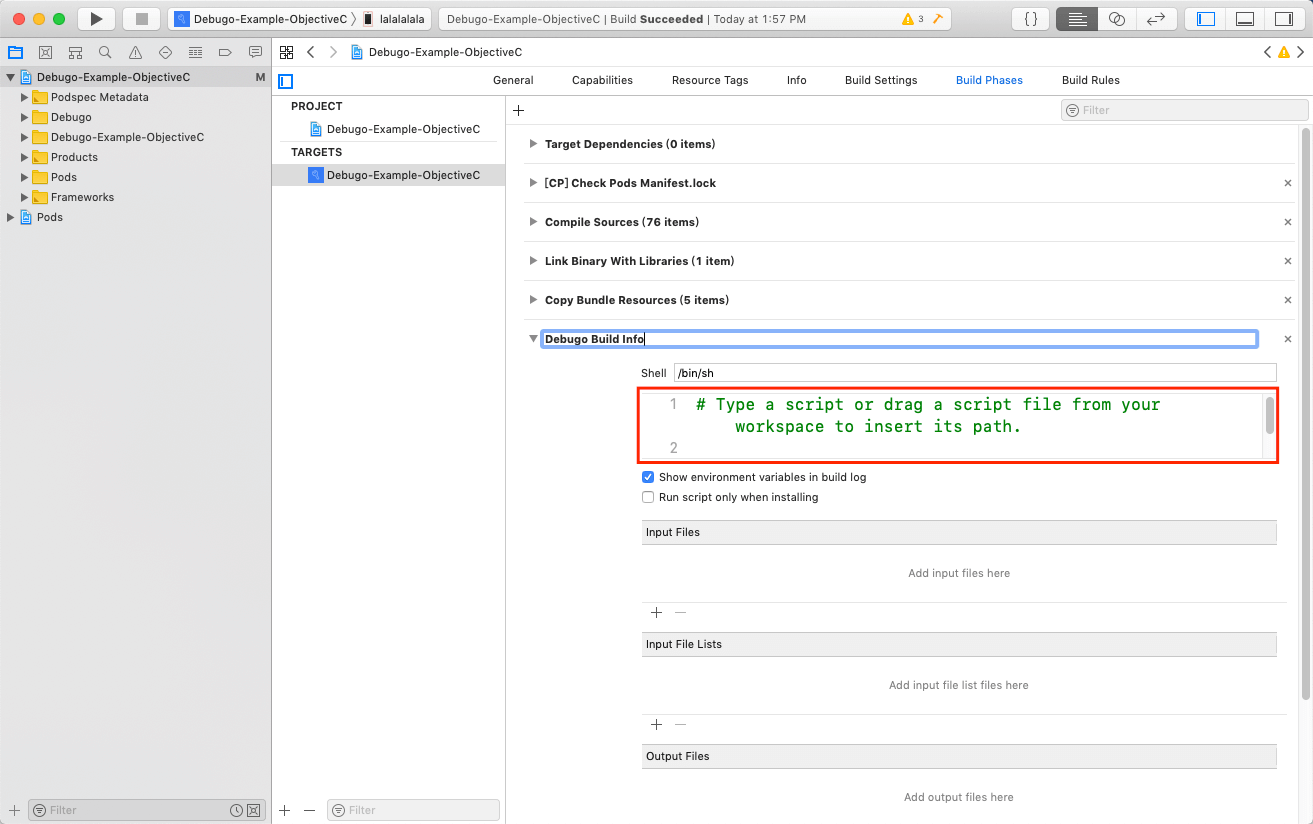 Debugo-Example-ObjectiveC lalalalala
Debugo-Example-ObjectiveC | Build Succeeded | Today at 1:57 PM 3
{ }
Debugo-Example-ObjectiveC M
Podspec Metadata
Debugo
Debugo-Example-ObjectiveC
Products
Pods
Frameworks
Pods
Filter
Debugo-Example-ObjectiveC
General Capabilities Resource Tags Info Build Settings Build Phases Build Rules
PROJECT
Debugo-Example-ObjectiveC
TARGETS
Debugo-Example-ObjectiveC
Filter
Filter
Target Dependencies (0 items)
[CP] Check Pods Manifest.lock
Compile Sources (76 items)
Link Binary With Libraries (1 item)
Copy Bundle Resources (5 items)
Debugo Build Info
Shell /bin/sh
1 # Type a script or drag a script file from your
workspace to insert its path.
2
Show environment variables in build log
Run script only when installing
Input Files
Add input files here
Input File Lists
Add input file list files here
Output Files
Add output files here